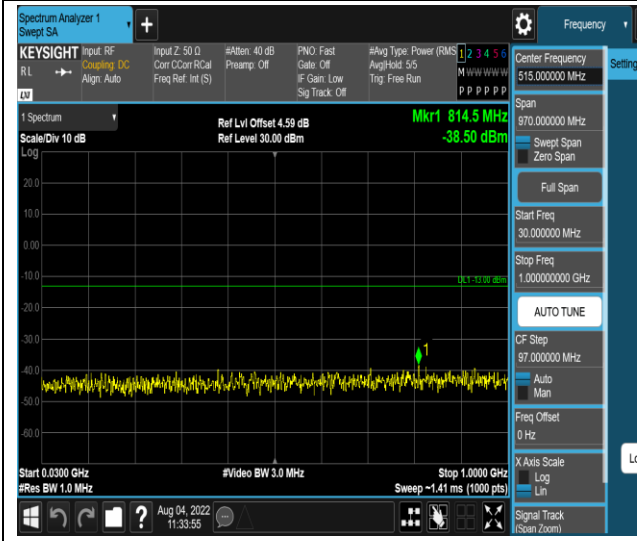 Spectrum Analyzer 1
Swept SA
Frequency
KEYSIGHT
RL
LXI
Input: RF
Coupling: DC
Align: Auto
Input Z: 50 Ω
Corr CCorr RCal
Freq Ref: Int (S)
#Atten: 40 dB
Preamp: Off
PNO: Fast
Gate: Off
IF Gain: Low
Sig Track: Off
#Avg Type: Power (RMS
Avg|Hold: 5/5
Trig: Free Run
1 2 3 4 5 6
M W W W W W
P P P P P P
1 Spectrum
Scale/Div 10 dB
Ref Lvl Offset 4.59 dB
Ref Level 30.00 dBm
Mkr1 814.5 MHz
-38.50 dBm
Log
20.0
10.0
0.00
-10.0
DL1 -13.00 dBm
-20.0
-30.0
1
-40.0
-50.0
-60.0
Start 0.0300 GHz
#Res BW 1.0 MHz
#Video BW 3.0 MHz
Stop 1.0000 GHz
Sweep ~1.41 ms (1000 pts)
?
Aug 04, 2022
11:33:55
Center Frequency
515.000000 MHz
Span
970.000000 MHz
Swept Span
Zero Span
Full Span
Start Freq
30.000000 MHz
Stop Freq
1.000000000 GHz
AUTO TUNE
CF Step
97.000000 MHz
Auto
Man
Freq Offset
0 Hz
X Axis Scale
Log
Lin
Signal Track
(Span Zoom)
Setting
Lo